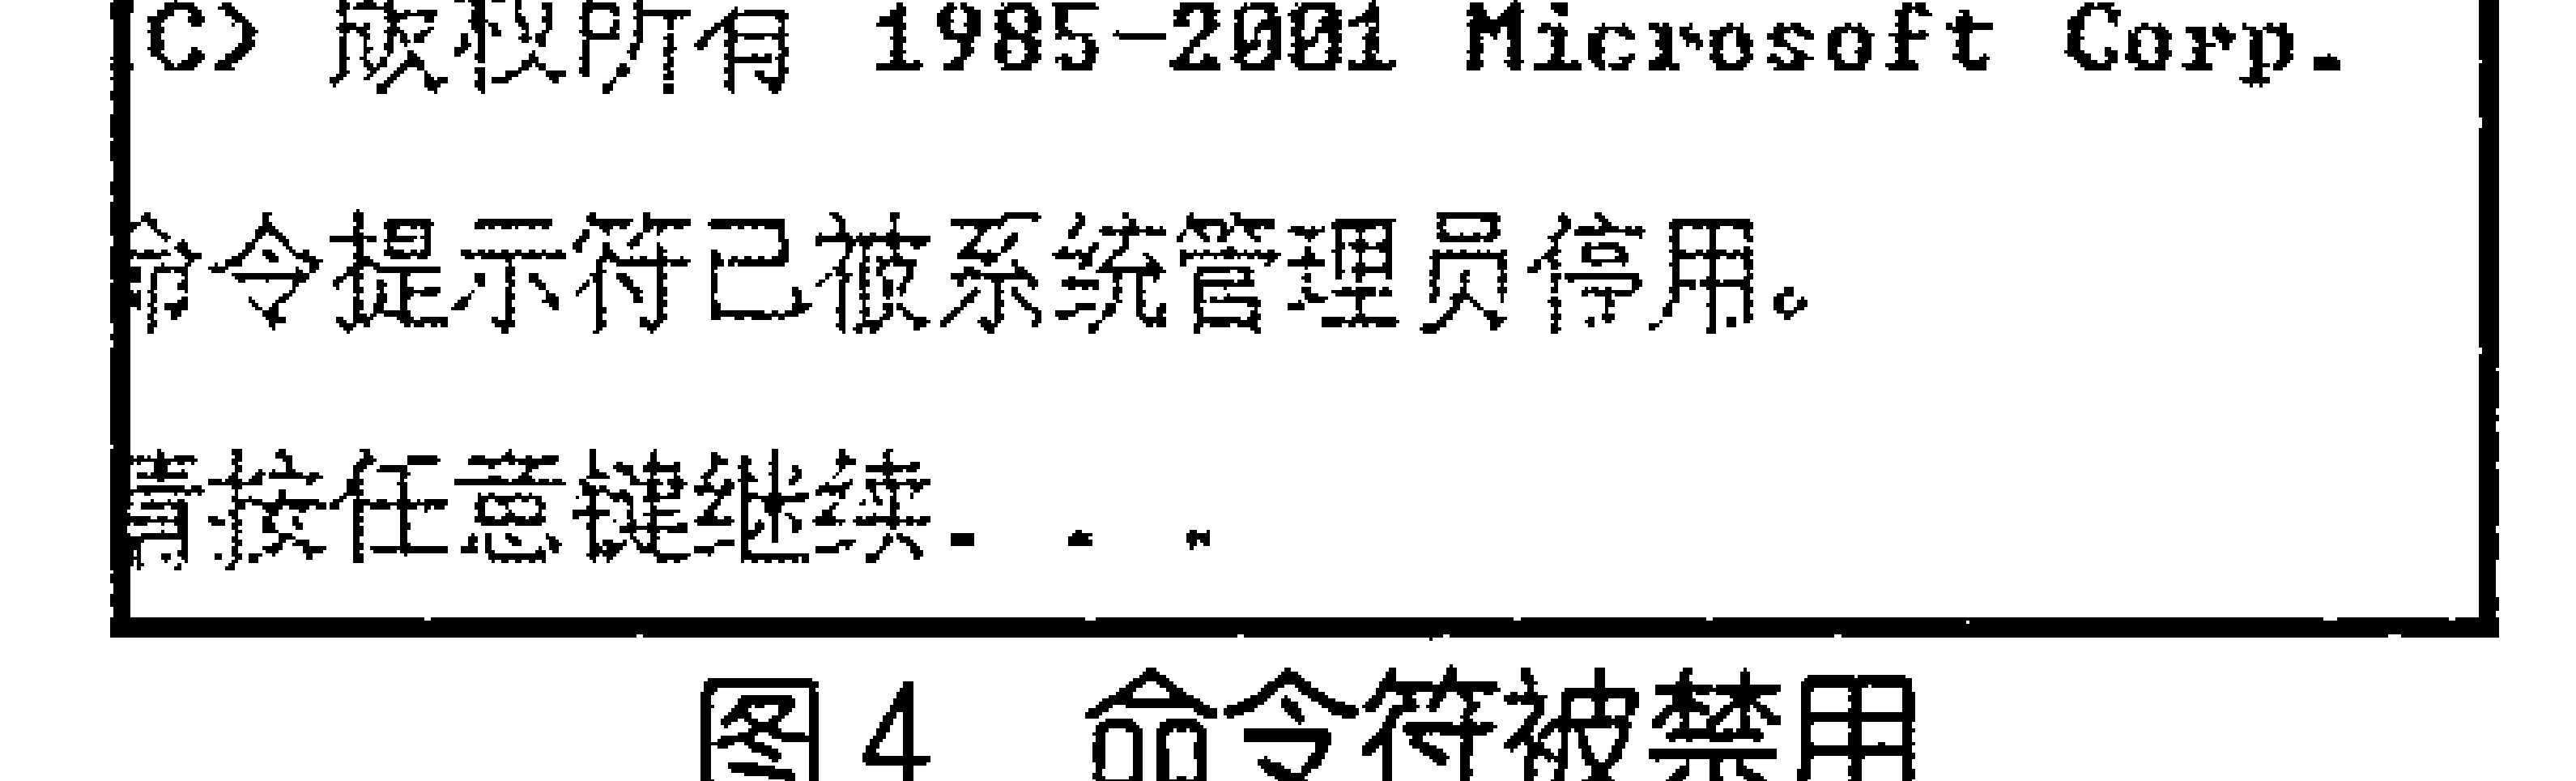 (C) 版权所有 1985-2001 Microsoft Corp.
命令提示符已被系统管理员停用。
请按任意键继续. . .
图4 命令符被禁用